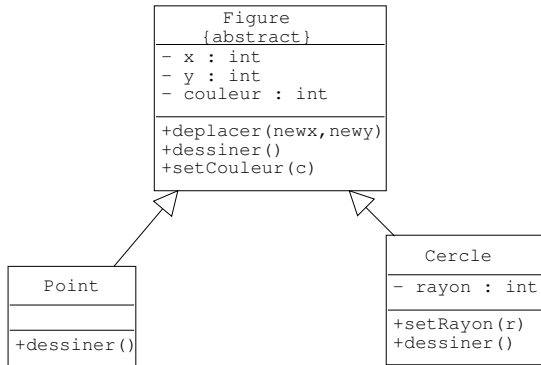 Figure
{abstract}
- x : int
- y : int
- couleur : int
+deplacer(newx,newy)
+dessiner()
+setCouleur(c)
Point
+dessiner()
Cercle
- rayon : int
+setRayon(r)
+dessiner()